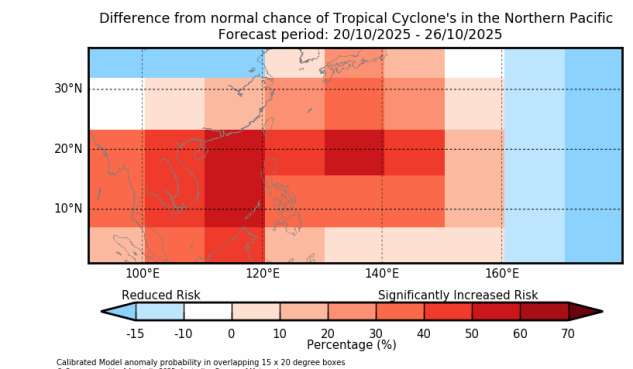 Difference from normal chance of Tropical Cyclone's in the Northern Pacific
Forecast period: 20/10/2025 - 26/10/2025
30°N
20°N
10°N
100°E 120°E 140°E 160°E
Reduced Risk Significantly Increased Risk
-15 -10 0 10 20 30 40 50 60 70
Percentage (%)
Calibrated Model anomaly probability in overlapping 15 x 20 degree boxes